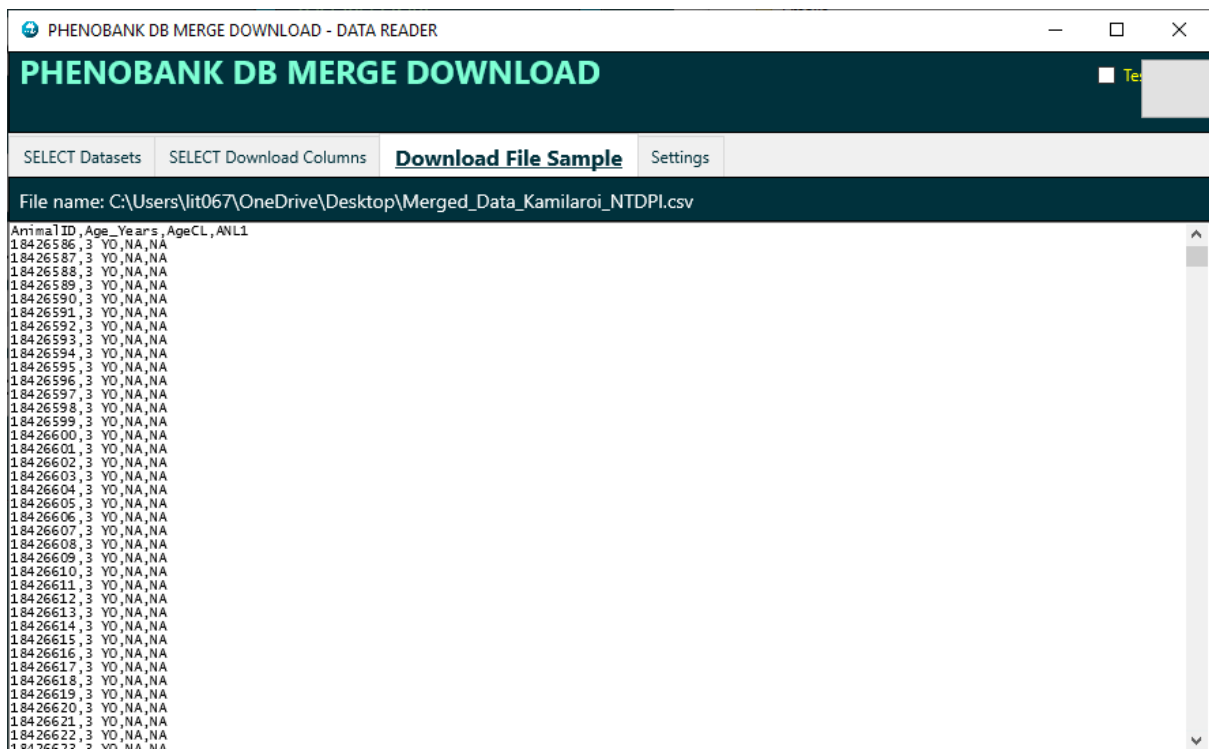 PHENOBANK DB MERGE DOWNLOAD - DATA READER
PHENOBANK DB MERGE DOWNLOAD
SELECT Datasets
SELECT Download Columns
Download File Sample
Settings
File name: C:\Users\lit067\OneDrive\Desktop\Merged_Data_Kamilaroi_NTDPI.csv
AnimalID,Age_Years,AgeCL,ANL1
18426586,3 YO,NA,NA
18426587,3 YO,NA,NA
18426588,3 YO,NA,NA
18426589,3 YO,NA,NA
18426590,3 YO,NA,NA
18426591,3 YO,NA,NA
18426592,3 YO,NA,NA
18426593,3 YO,NA,NA
18426594,3 YO,NA,NA
18426595,3 YO,NA,NA
18426596,3 YO,NA,NA
18426597,3 YO,NA,NA
18426598,3 YO,NA,NA
18426599,3 YO,NA,NA
18426600,3 YO,NA,NA
18426601,3 YO,NA,NA
18426602,3 YO,NA,NA
18426603,3 YO,NA,NA
18426604,3 YO,NA,NA
18426605,3 YO,NA,NA
18426606,3 YO,NA,NA
18426607,3 YO,NA,NA
18426608,3 YO,NA,NA
18426609,3 YO,NA,NA
18426610,3 YO,NA,NA
18426611,3 YO,NA,NA
18426612,3 YO,NA,NA
18426613,3 YO,NA,NA
18426614,3 YO,NA,NA
18426615,3 YO,NA,NA
18426616,3 YO,NA,NA
18426617,3 YO,NA,NA
18426618,3 YO,NA,NA
18426619,3 YO,NA,NA
18426620,3 YO,NA,NA
18426621,3 YO,NA,NA
18426622,3 YO,NA,NA
18426623,3 YO,NA,NA